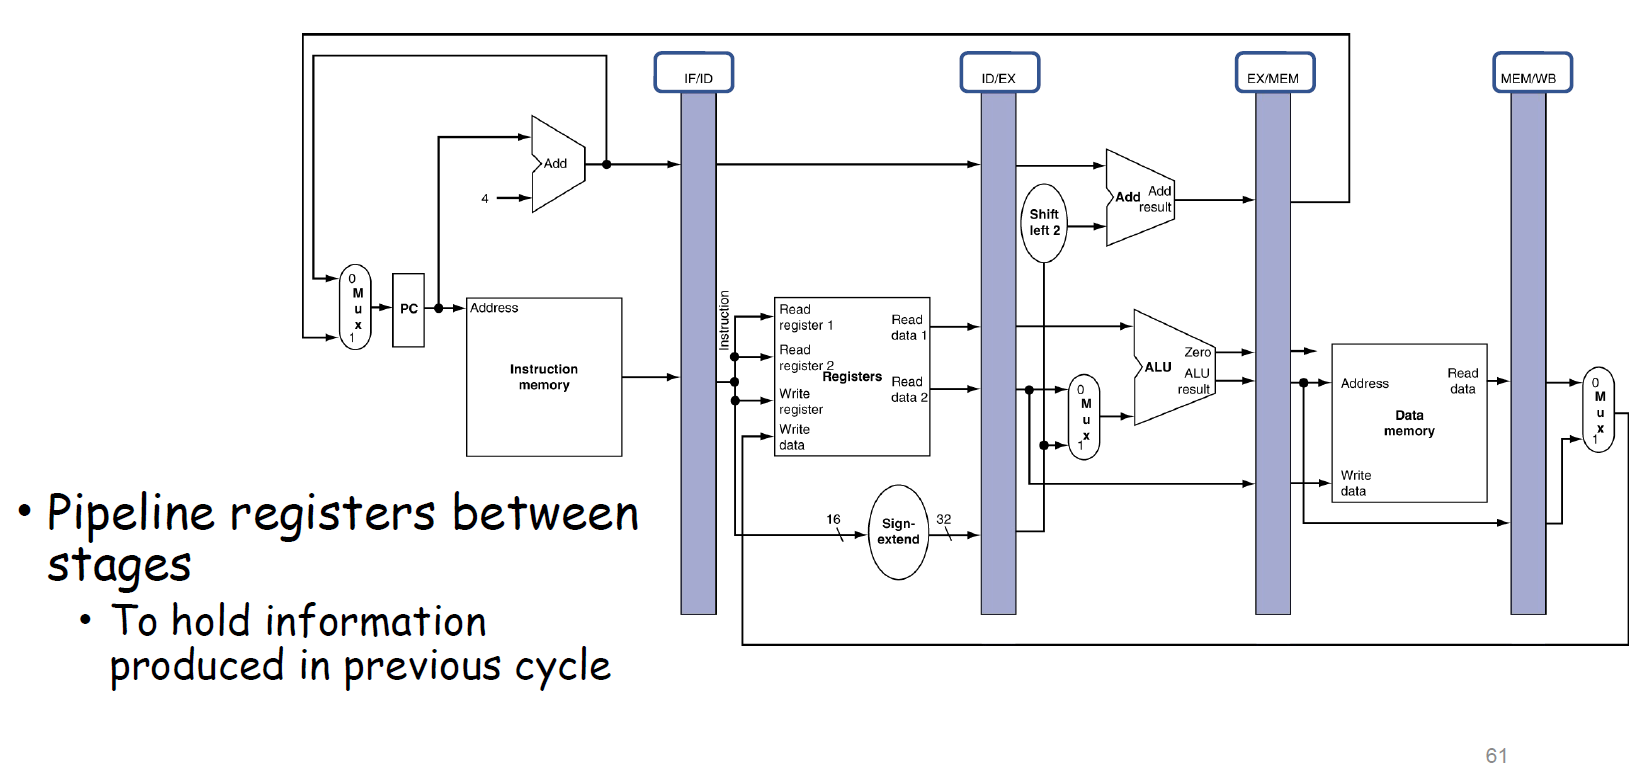 IF/ID
ID/EX
EX/MEM
MEM/WB
Add
4
Shift
left 2
Add
Add
result
0
M
u
x
1
PC
Address
Instruction
memory
Instruction
Read
register 1
Read
register 2
Write
register
Write
data
Registers
Read
data 1
Read
data 2
0
M
u
x
1
ALU
Zero
ALU
result
Address
Read
data
Data
memory
Write
data
0
M
u
x
1
16
Sign-
extend
32
• Pipeline registers between
stages
• To hold information
produced in previous cycle
61